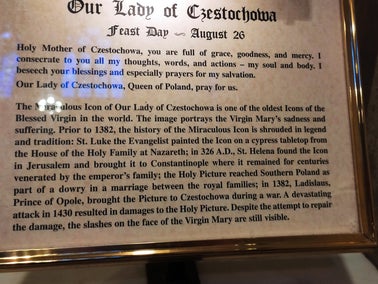 Our Lady of Czestochowa
Feast Day ~ August 26
Holy Mother of Czestochowa, you are full of grace, goodness, and mercy. I
consecrate to you all my thoughts, words, and actions – my soul and body. I
beseech your blessings and especially prayers for my salvation.
Our Lady of Czestochowa, Queen of Poland, pray for us.
The Miraculous Icon of Our Lady of Czestochowa is one of the oldest Icons of the
Blessed Virgin in the world. The image portrays the Virgin Mary's sadness and
suffering. Prior to 1382, the history of the Miraculous Icon is shrouded in legend
and tradition: St. Luke the Evangelist painted the Icon on a cypress tabletop from
the House of the Holy Family at Nazareth; in 326 A.D., St. Helena found the Icon
in Jerusalem and brought it to Constantinople where it remained for centuries
venerated by the emperor's family; the Holy Picture reached Southern Poland as
part of a dowry in a marriage between the royal families; in 1382, Ladislaus,
Prince of Opole, brought the Picture to Czestochowa during a war. A devastating
attack in 1430 resulted in damages to the Holy Picture. Despite the attempt to repair
the damage, the slashes on the face of the Virgin Mary are still visible.